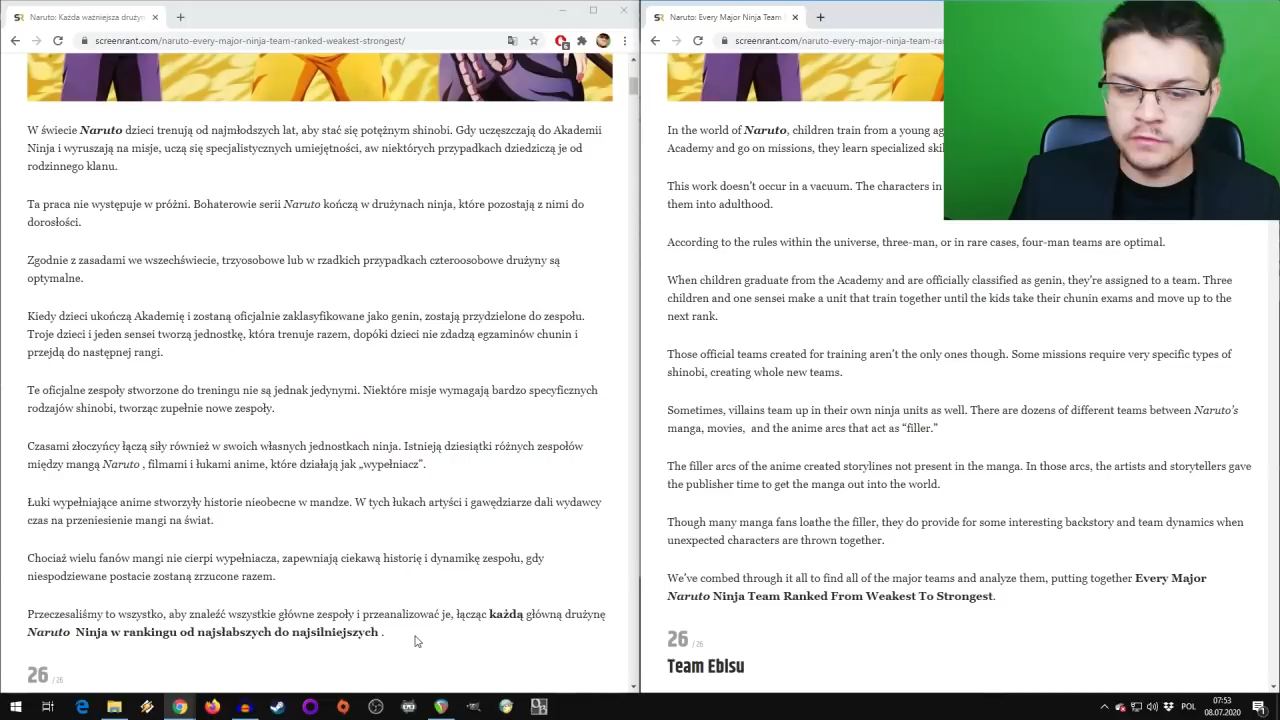 Naruto: Każda ważniejsza drużyn
screenrant.com/naruto-every-major-ninja-team-ranked-weakest-strongest/
W świecie Naruto dzieci trenują od najmłodszych lat, aby stać się potężnym shinobi. Gdy uczęszczają do Akademii
Ninja i wyruszają na misje, uczą się specjalistycznych umiejętności, aw niektórych przypadkach dziedziczą je od
rodzinnego klanu.
Ta praca nie występuje w próżni. Bohaterowie serii Naruto kończą w drużynach ninja, które pozostają z nimi do
dorosłości.
Zgodnie z zasadami we wszechświecie, trzyosobowe lub w rzadkich przypadkach czteroosobowe drużyny są
optymalne.
Kiedy dzieci ukończą Akademię i zostaną oficjalnie zaklasyfikowane jako genin, zostają przydzielone do zespołu.
Troje dzieci i jeden sensei tworzą jednostkę, która trenuje razem, dopóki dzieci nie zdadzą egzaminów chunin i
przejdą do następnej rangi.
Te oficjalne zespoły stworzone do treningu nie są jednak jedynymi. Niektóre misje wymagają bardzo specyficznych
rodzajów shinobi, tworząc zupełnie nowe zespoły.
Czasami złoczyńcy łączą siły również w swoich własnych jednostkach ninja. Istnieją dziesiątki różnych zespołów
między mangą Naruto , filmami i łukami anime, które działają jak „wypełniacz”.
Łuki wypełniające anime stworzyły historie nieobecne w mandze. W tych łukach artyści i gawędziarze dali wydawcy
czas na przeniesienie mangi na świat.
Chociaż wielu fanów mangi nie cierpi wypełniacza, zapewniają ciekawą historię i dynamikę zespołu, gdy
niespodziewane postacie zostaną zrzucone razem.
Przeczesaliśmy to wszystko, aby znaleźć wszystkie główne zespoły i przeanalizować je, łącząc każdą główną drużynę
Naruto Ninja w rankingu od najsłabszych do najsilniejszych .
26 / 26
Naruto: Every Major Ninja Team
screenrant.com/naruto-every-major-ninja-team-ran
In the world of Naruto, children train from a young ag
Academy and go on missions, they learn specialized skil
This work doesn’t occur in a vacuum. The characters in
them into adulthood.
According to the rules within the universe, three-man, or in rare cases, four-man teams are optimal.
When children graduate from the Academy and are officially classified as genin, they’re assigned to a team. Three
children and one sensei make a unit that train together until the kids take their chunin exams and move up to the
next rank.
Those official teams created for training aren’t the only ones though. Some missions require very specific types of
shinobi, creating whole new teams.
Sometimes, villains team up in their own ninja units as well. There are dozens of different teams between Naruto’s
manga, movies, and the anime arcs that act as “filler.”
The filler arcs of the anime created storylines not present in the manga. In those arcs, the artists and storytellers gave
the publisher time to get the manga out into the world.
Though many manga fans loathe the filler, they do provide for some interesting backstory and team dynamics when
unexpected characters are thrown together.
We’ve combed through it all to find all of the major teams and analyze them, putting together Every Major
Naruto Ninja Team Ranked From Weakest To Strongest.
26 / 26
Team Ebisu
POL
07:53
08.07.2020